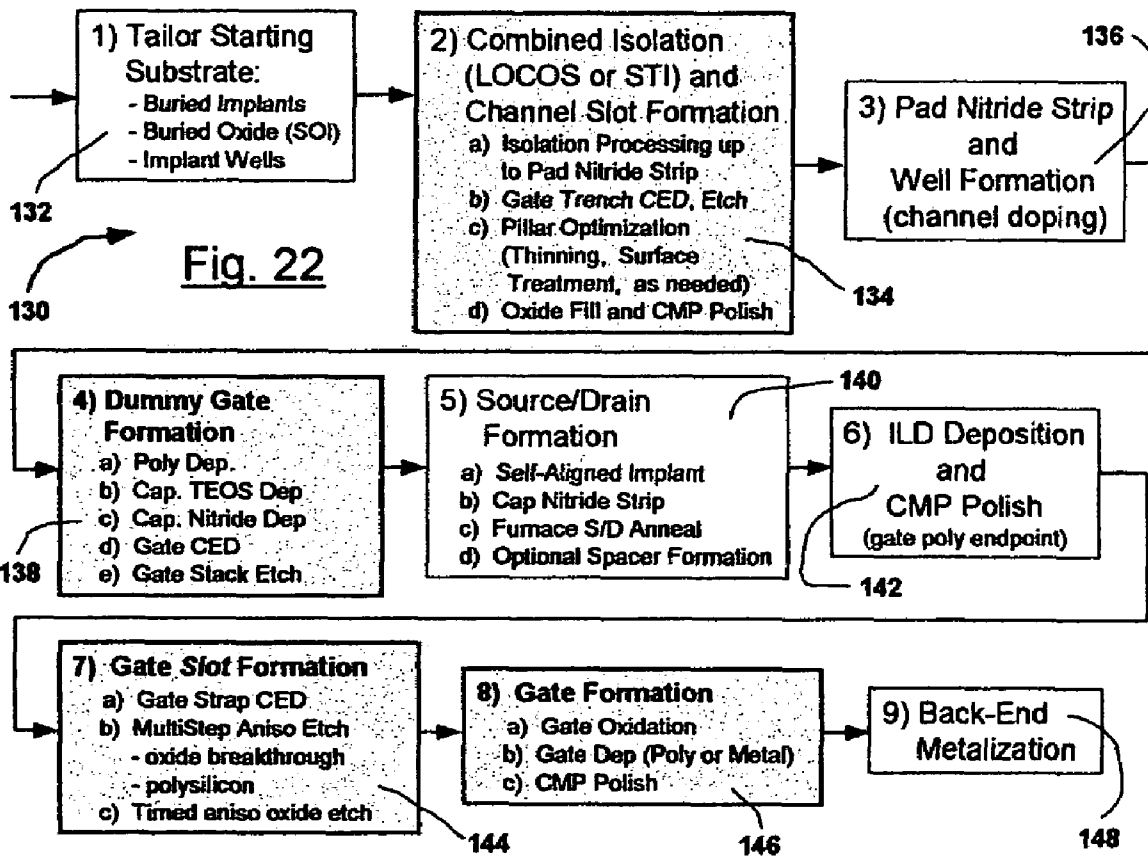 1) Tailor Starting
Substrate:
- Buried Implants
- Buried Oxide (SOI)
- Implant Wells
132
130
Fig. 22
2) Combined Isolation
(LOCOS or STI) and
Channel Slot Formation
a) Isolation Processing up
to Pad Nitride Strip
b) Gate Trench CED, Etch
c) Pillar Optimization
(Thinning, Surface
Treatment, as needed)
d) Oxide Fill and CMP Polish
134
136
3) Pad Nitride Strip
and
Well Formation
(channel doping)
4) Dummy Gate
Formation
a) Poly Dep.
b) Cap. TEOS Dep
c) Cap. Nitride Dep
d) Gate CED
e) Gate Stack Etch
138
5) Source/Drain
Formation
a) Self-Aligned Implant
b) Cap Nitride Strip
c) Furnace S/D Anneal
d) Optional Spacer Formation
140
6) ILD Deposition
and
CMP Polish
(gate poly endpoint)
142
7) Gate Slot Formation
a) Gate Strap CED
b) MultiStep Aniso Etch
- oxide breakthrough
- polysilicon
c) Timed aniso oxide etch
144
8) Gate Formation
a) Gate Oxidation
b) Gate Dep (Poly or Metal)
c) CMP Polish
146
9) Back-End
Metalization
148